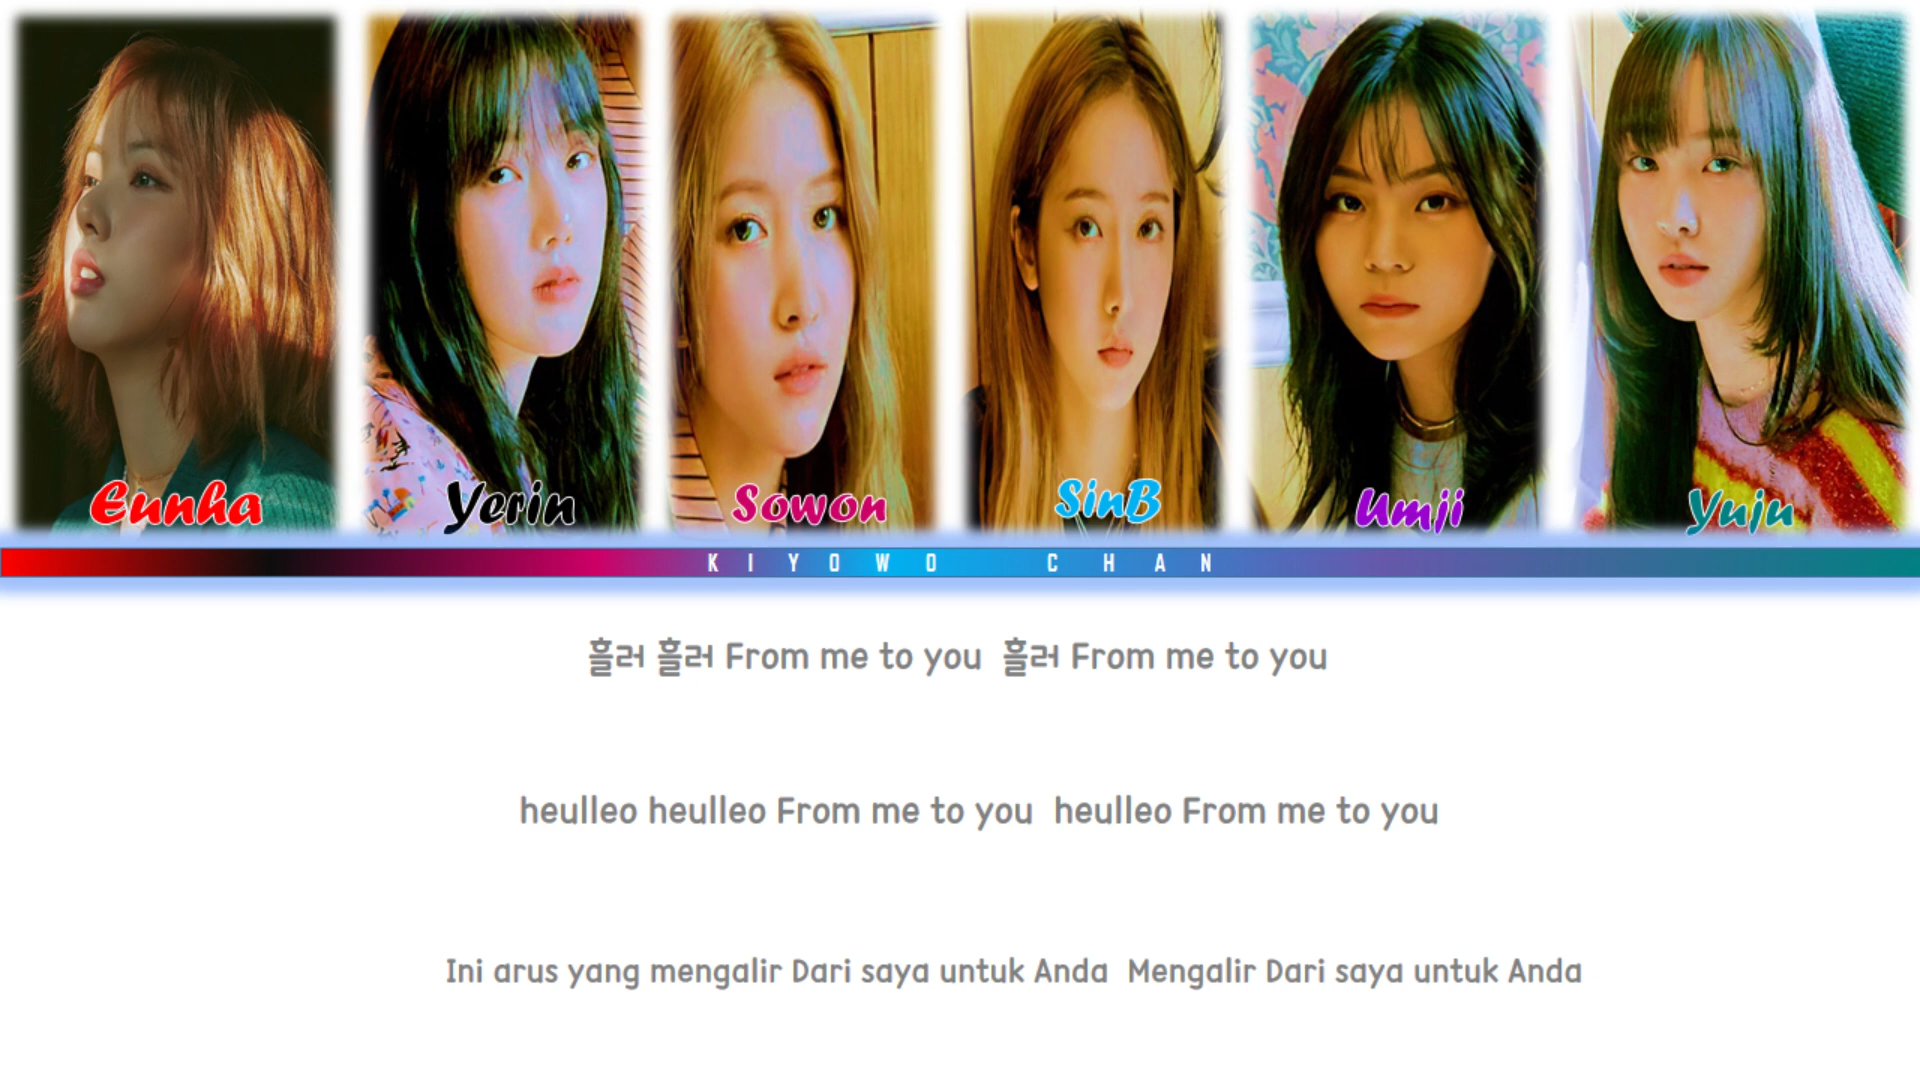 Eunha Yerin Sowon SinB Umji Yuju
KIYOWO CHAN
흘러 흘러 From me to you 흘러 From me to you
heulleo heulleo From me to you heulleo From me to you
Ini arus yang mengalir Dari saya untuk Anda Mengalir Dari saya untuk Anda